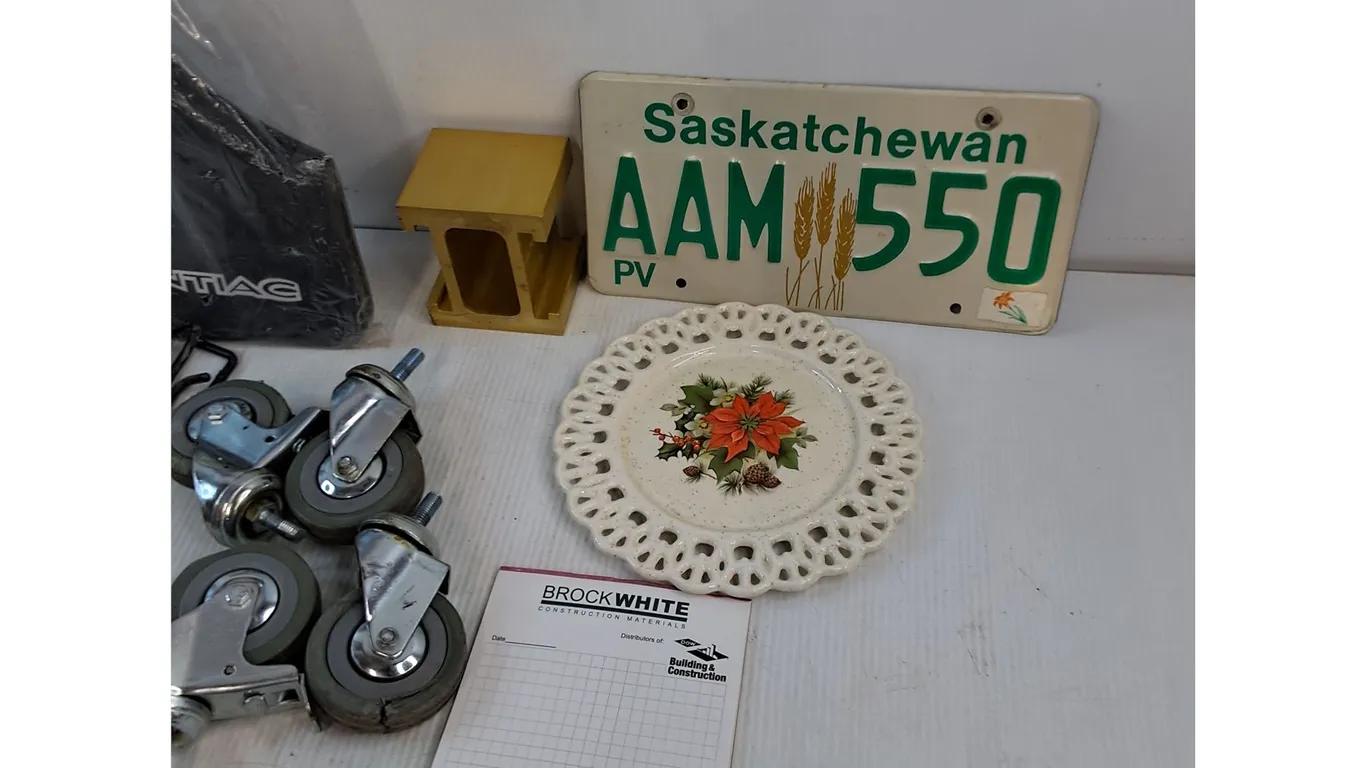 Saskatchewan
AAM 550
PV
NTIAC
BROCKWHITE
CONSTRUCTION MATERIALS
Date
Distributors of:
Building &
Construction